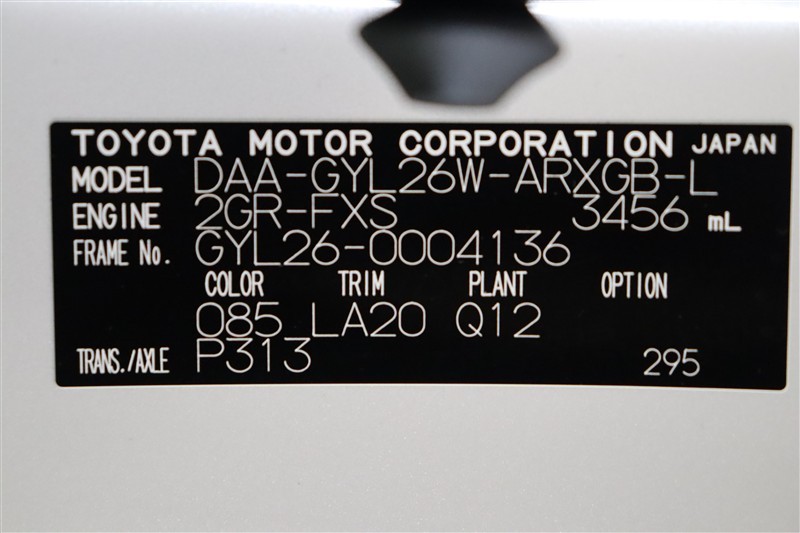 TOYOTA MOTOR CORPORATION JAPAN
MODEL DAA-GYL26W-ARXGB-L
ENGINE 2GR-FXS 3456 mL
FRAME No. GYL26-0004136
COLOR TRIM PLANT OPTION
085 LA20 Q12
TRANS./AXLE P313 295